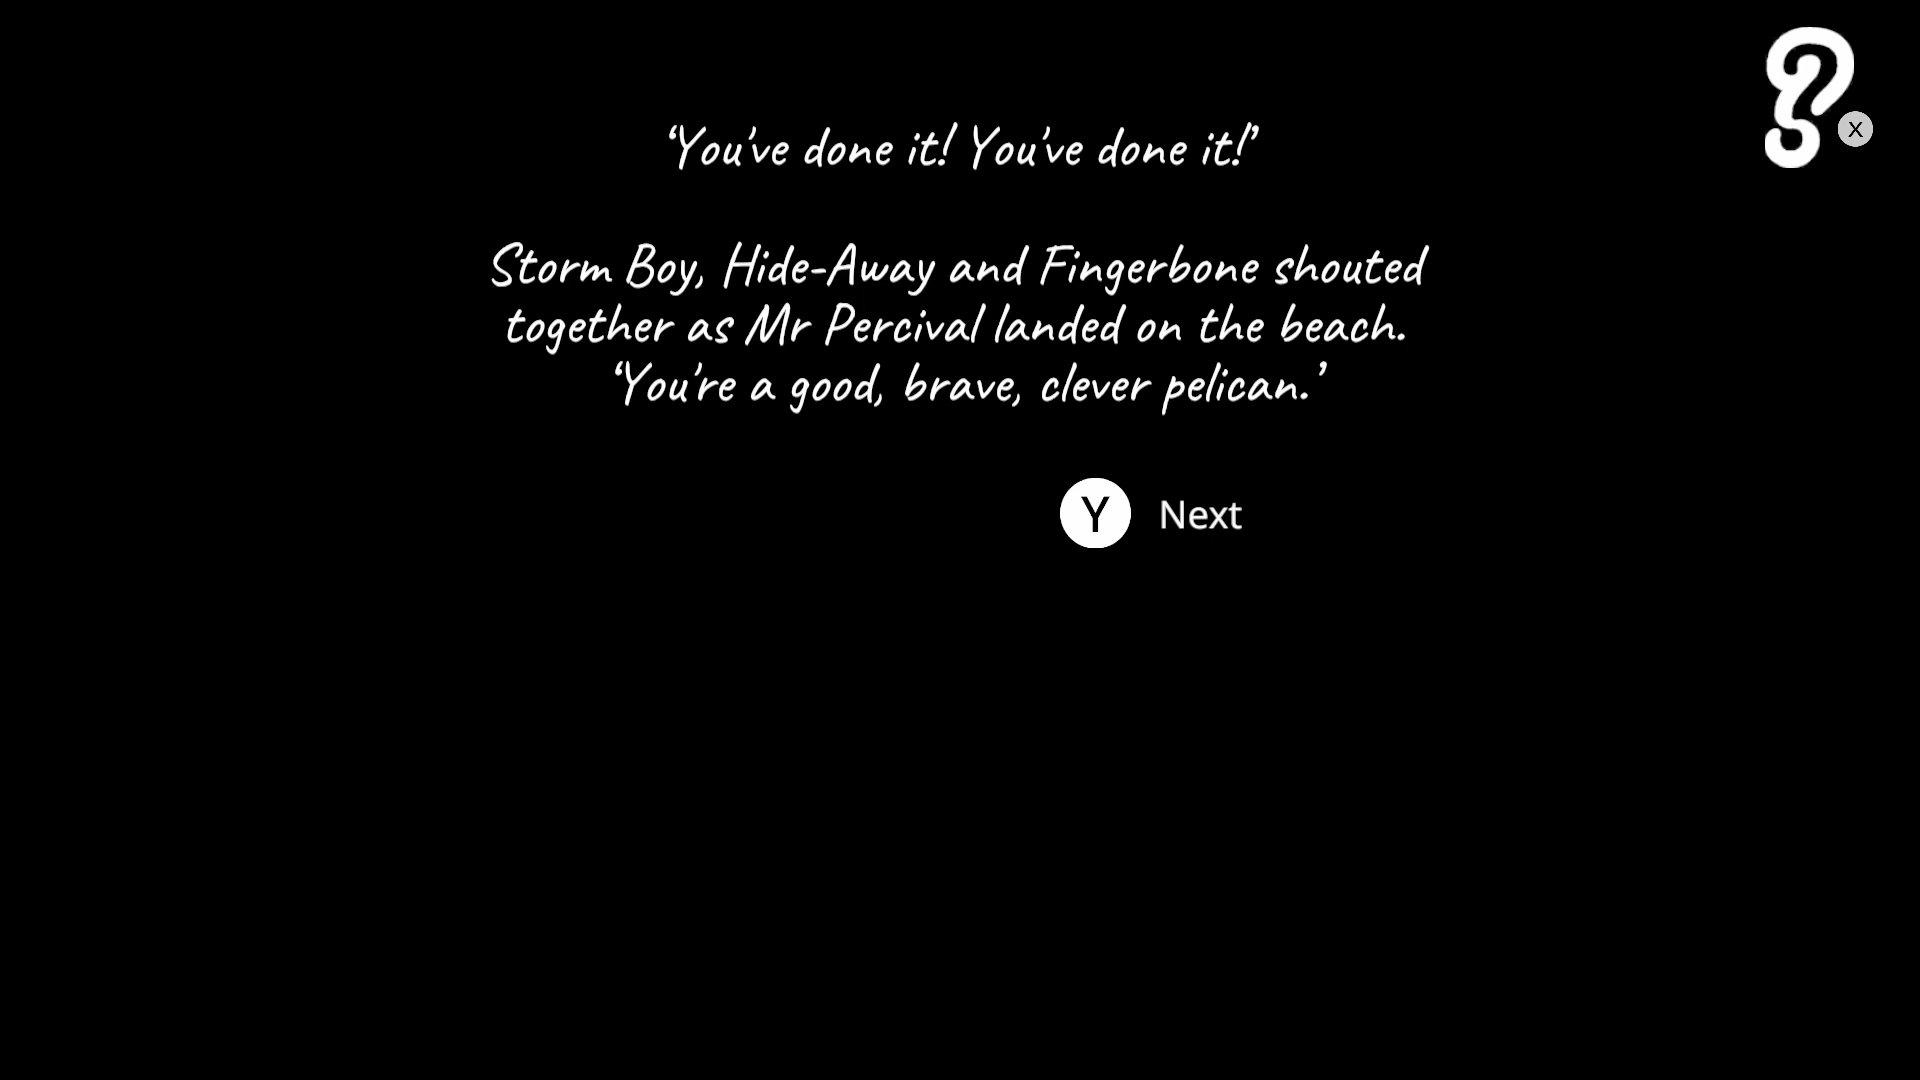 ‘You've done it! You've done it!’
Storm Boy, Hide-Away and Fingerbone shouted
together as Mr Percival landed on the beach.
‘You're a good, brave, clever pelican.’
Y Next
X